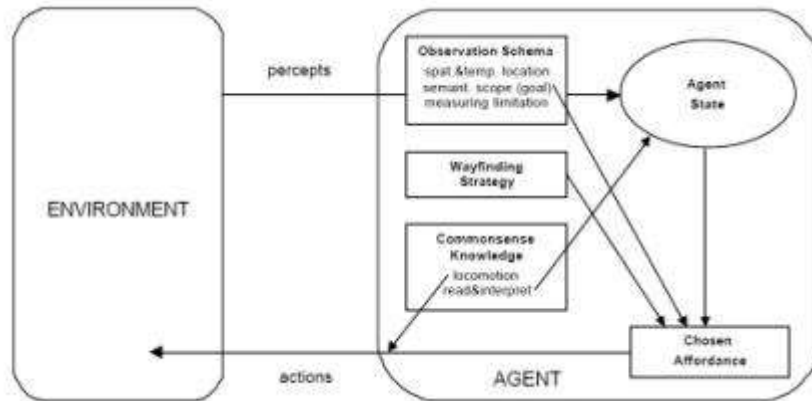 ENVIRONMENT
percepts
Observation Schema
spat.&temp. location
semant. scope (goal)
measuring limitation
Agent
State
Wayfinding
Strategy
Commonsense
Knowledge
locomotion
read&interpret
Chosen
Affordance
actions
AGENT